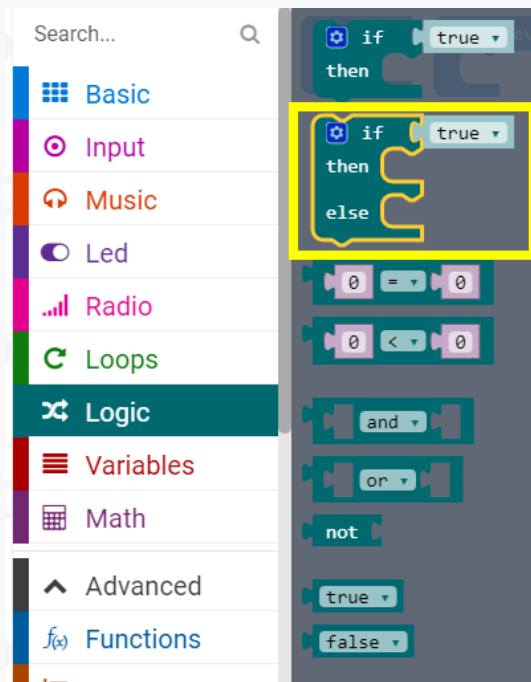 Search...
Basic
Input
Music
Led
Radio
Loops
Logic
Variables
Math
Advanced
f(x) Functions
if true
then
if true
then
else
0 = 0
0 < 0
and
or
not
true
false